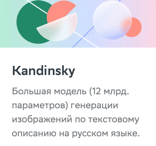 Kandinsky
Большая модель (12 млрд.
параметров) генерации
изображений по текстовому
описанию на русском языке.